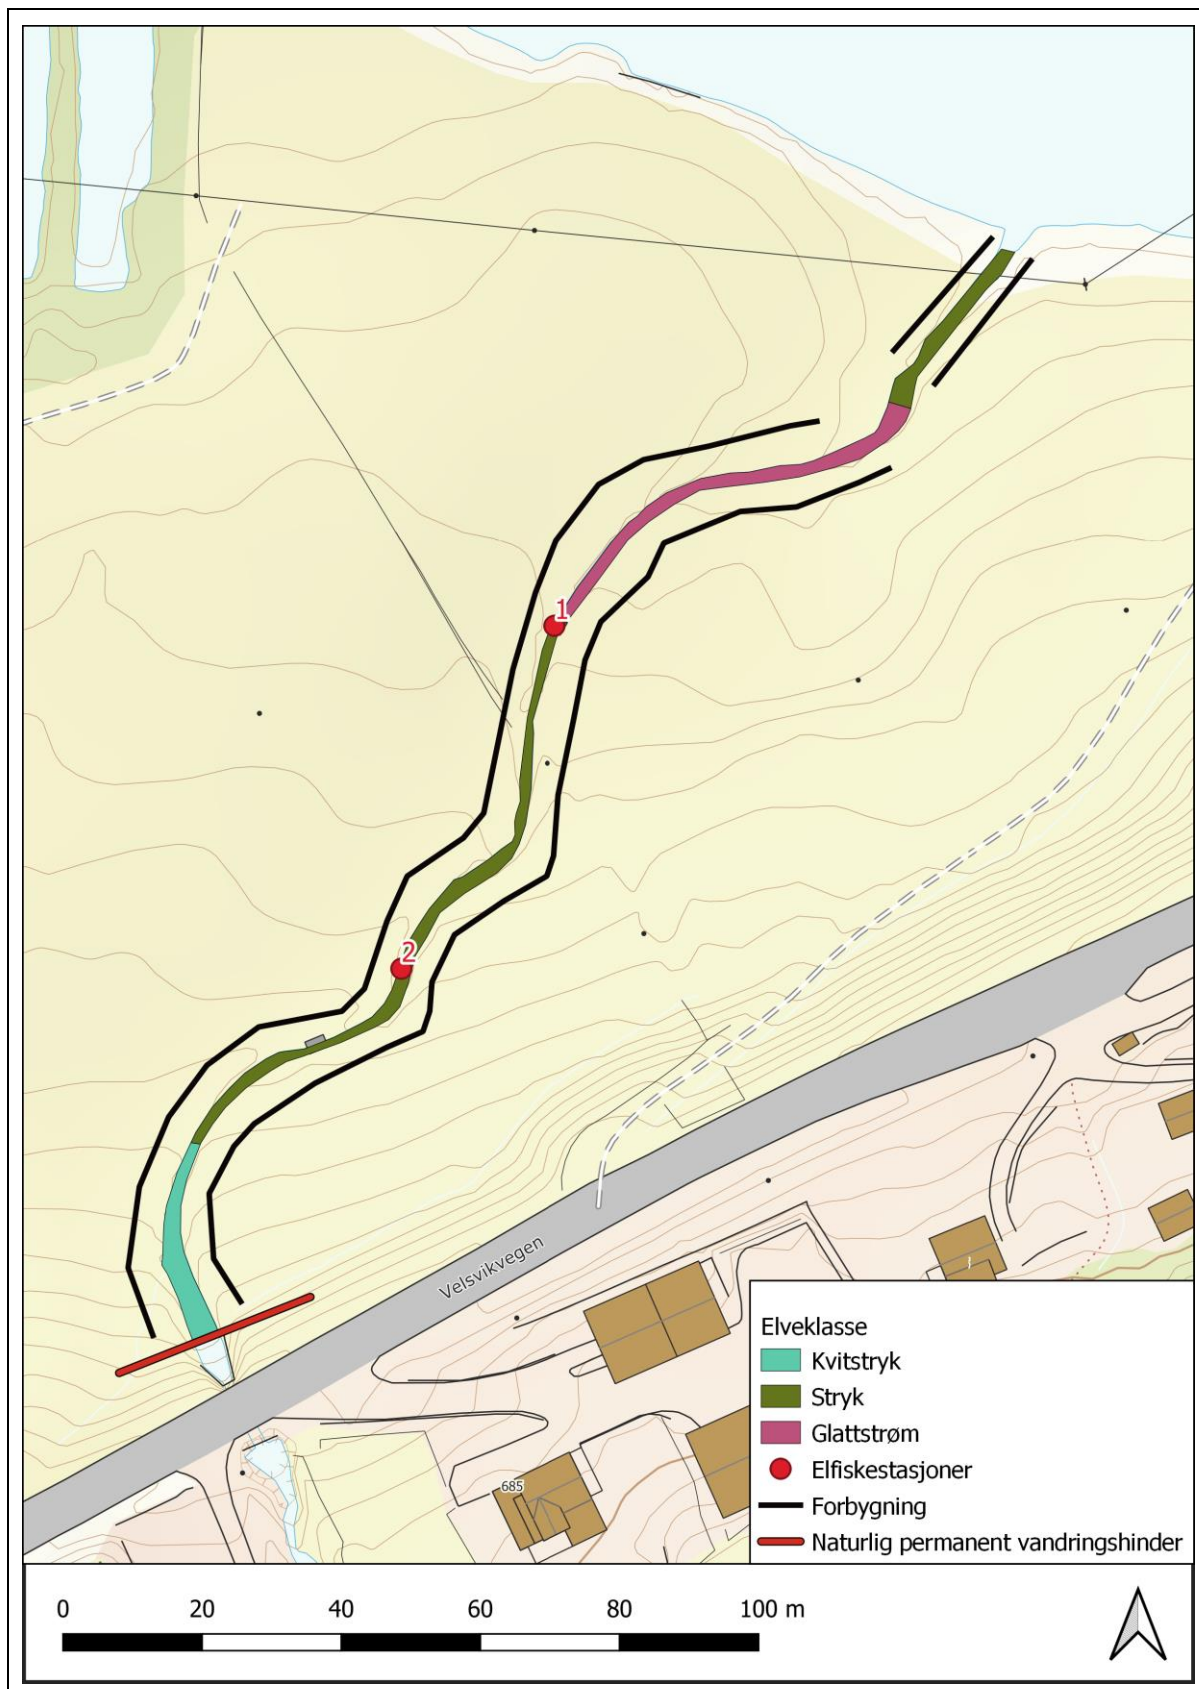 1
2
Velsvikvegen
685
Elveklasse
Kvitstryk
Stryk
Glattstrøm
Elfiskestasjoner
Forbygning
Naturlig permanent vandringshinder
0 20 40 60 80 100 m